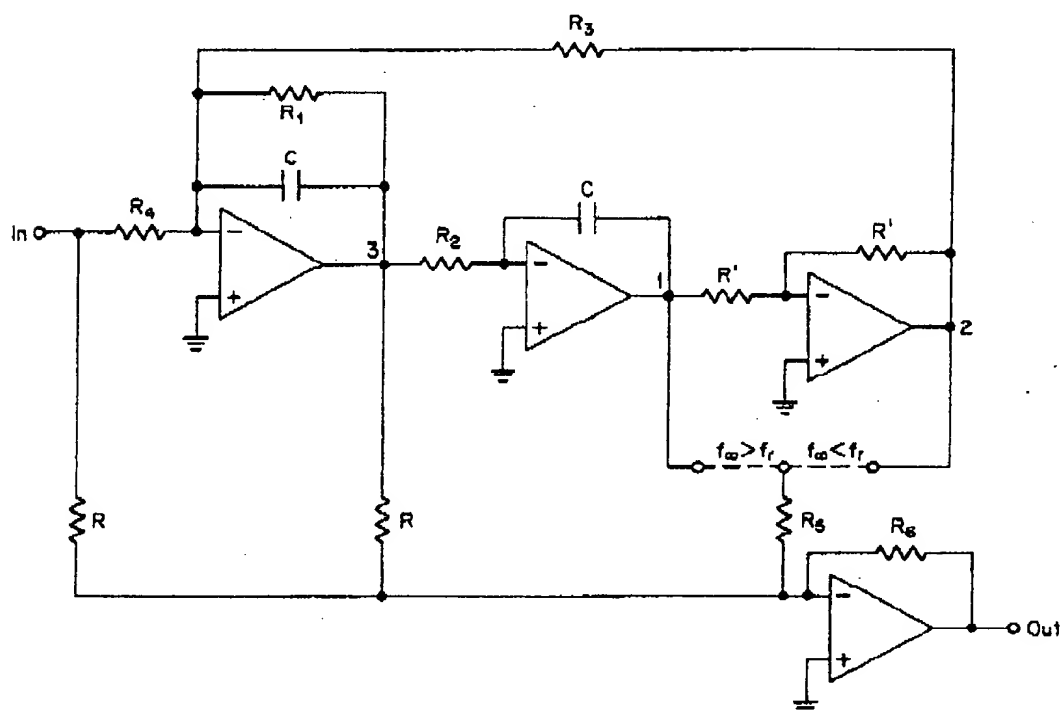 R3
R1
C
In
R4
−
+
3
R2
C
−
+
1
R'
R'
−
+
2
f∞>fr
f∞<fr
R
R
R5
R6
−
+
Out